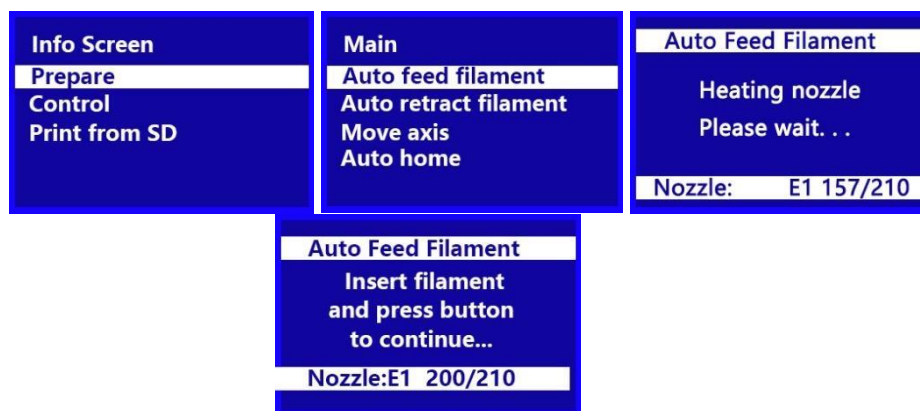 Info Screen
Prepare
Control
Print from SD
Main
Auto feed filament
Auto retract filament
Move axis
Auto home
Auto Feed Filament
Heating nozzle
Please wait. . .
Nozzle: E1 157/210
Auto Feed Filament
Insert filament
and press button
to continue...
Nozzle:E1 200/210